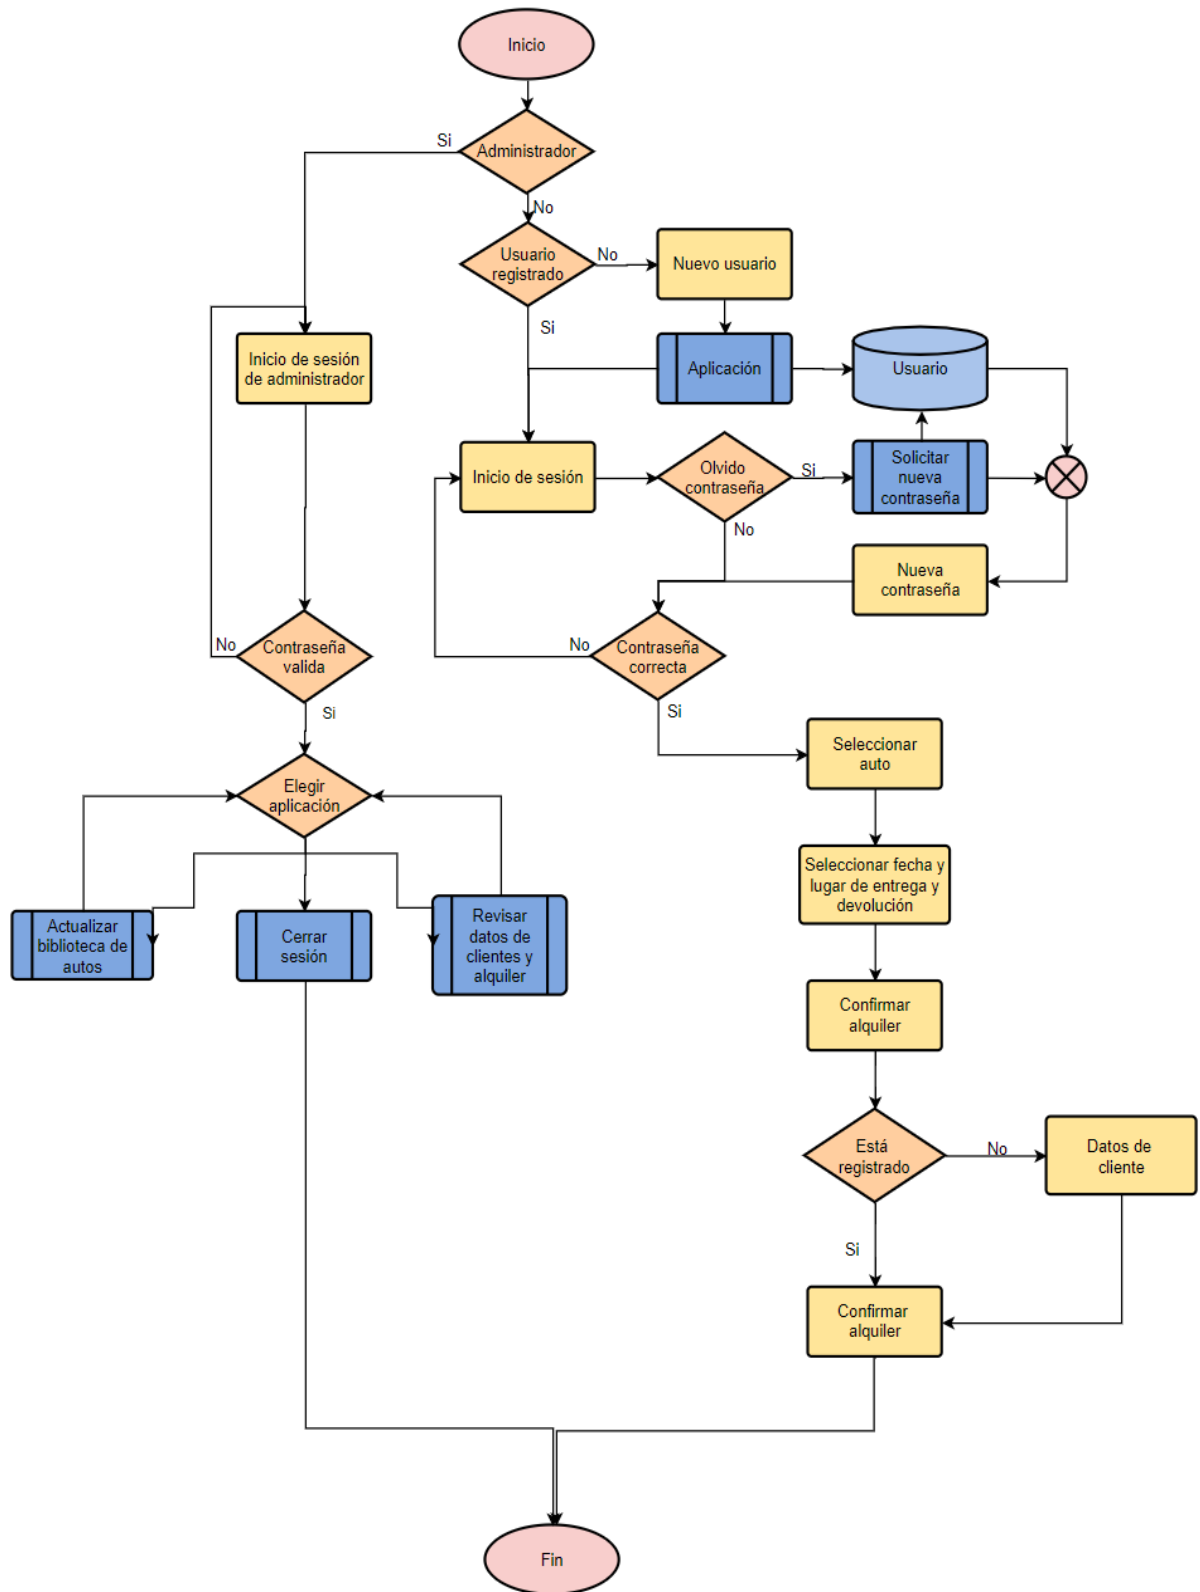 Inicio
Si
Administrador
No
Usuario
registrado
No
Nuevo usuario
Si
Inicio de sesión
de administrador
Aplicación
Usuario
Inicio de sesión
Olvido
contraseña
Si
Solicitar
nueva
contraseña
No
Nueva
contraseña
No
Contraseña
valida
No
Contraseña
correcta
Si
Si
Seleccionar
auto
Elegir
aplicación
Seleccionar fecha y
lugar de entrega y
devolución
Actualizar
biblioteca de
autos
Cerrar
sesión
Revisar
datos de
clientes y
alquiler
Confirmar
alquiler
Está
registrado
No
Datos de
cliente
Si
Confirmar
alquiler
Fin